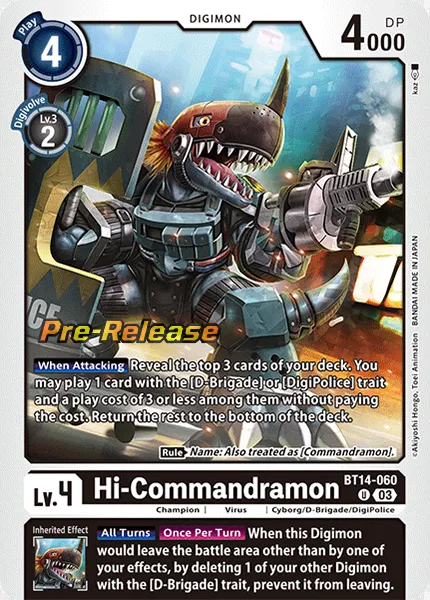 DIGIMON
Play
4
DP
4000
Digivolve
Lv.3
2
kaz
©Akiyoshi Hongo, Toei Animation BANDAI MADE IN JAPAN
Pre-Release
When Attacking Reveal the top 3 cards of your deck. You
may play 1 card with the [D-Brigade] or [DigiPolice] trait
and a play cost of 3 or less among them without paying
the cost. Return the rest to the bottom of the deck.
Rule Name: Also treated as [Commandramon].
Lv.4 Hi-Commandramon BT14-060
U 03
Champion | Virus | Cyborg/D-Brigade/DigiPolice
Inherited Effect
All Turns Once Per Turn When this Digimon
would leave the battle area other than by one of
your effects, by deleting 1 of your other Digimon
with the [D-Brigade] trait, prevent it from leaving.